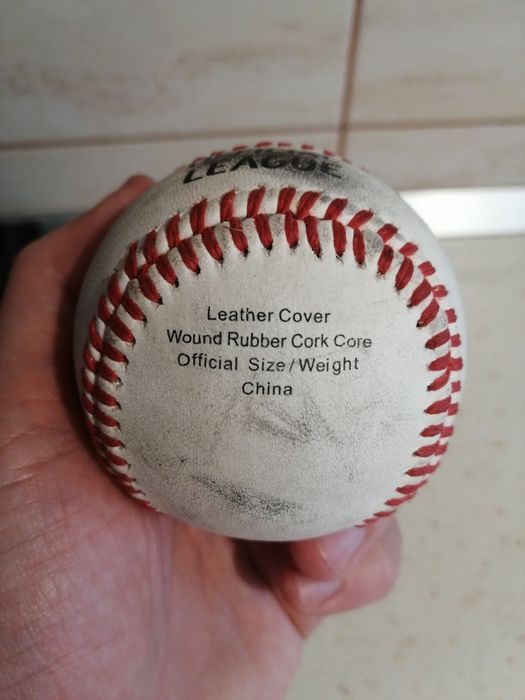 LEAGUE
Leather Cover
Wound Rubber Cork Core
Official Size/Weight
China